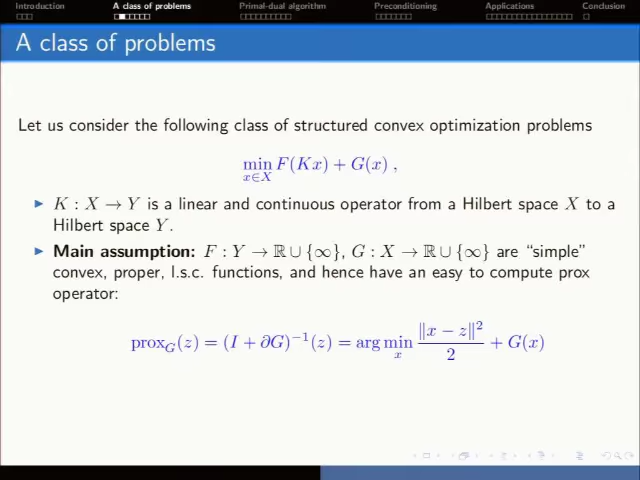 Introduction A class of problems Primal-dual algorithm Preconditioning Applications Conclusion
A class of problems
Let us consider the following class of structured convex optimization problems
min_{x∈X} F(Kx) + G(x) ,
K : X → Y is a linear and continuous operator from a Hilbert space X to a
Hilbert space Y.
Main assumption: F : Y → ℝ ∪ {∞}, G : X → ℝ ∪ {∞} are “simple”
convex, proper, l.s.c. functions, and hence have an easy to compute prox
operator:
prox_G(z) = (I + ∂G)^{−1}(z) = arg min_x ‖x − z‖²/2 + G(x)